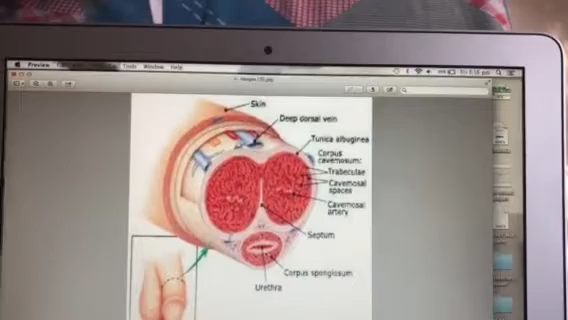 Preview
Tools Window Help
Skin
Deep dorsal vein
Tunica albuginea
Corpus
cavernosum:
Trabeculae
Cavernosal
spaces
Cavernosal
artery
Septum
Corpus spongiosum
Urethra